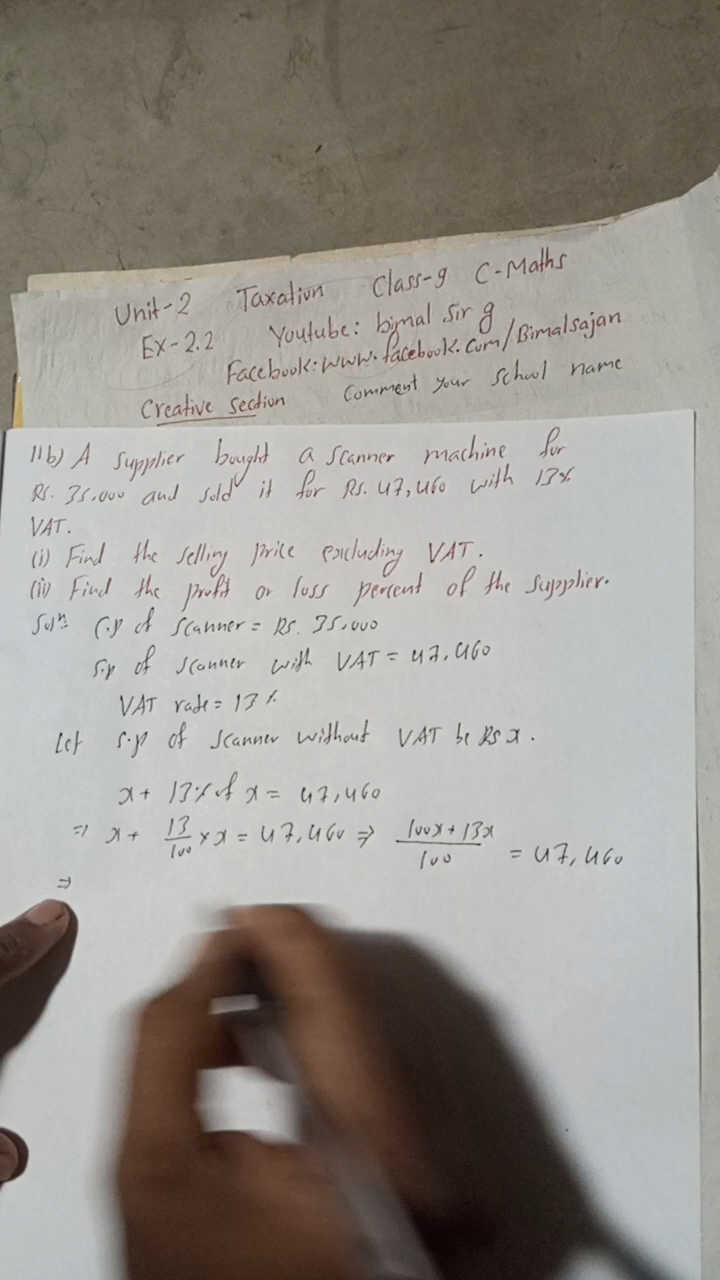 Unit-2 Taxation Class-9 C-Maths
Ex-2.2 Youtube: bimal sir g
Facebook: www.facebook.com/Bimalsajan
Creative section Comment your school name
11b) A supplier bought a scanner machine for
Rs. 35,000 and sold it for Rs. 47,460 with 13%
VAT.
(i) Find the selling price excluding VAT.
(ii) Find the profit or loss percent of the supplier.
Solⁿ: C.p of scanner = Rs. 35,000
S.p of scanner with VAT = 47,460
VAT rate = 13%
Let s.p of scanner without VAT be Rs x.
x + 13% of x = 47,460
⇒ x + 13/100 × x = 47,460 ⇒ 100x + 13x/100 = 47,460
⇒